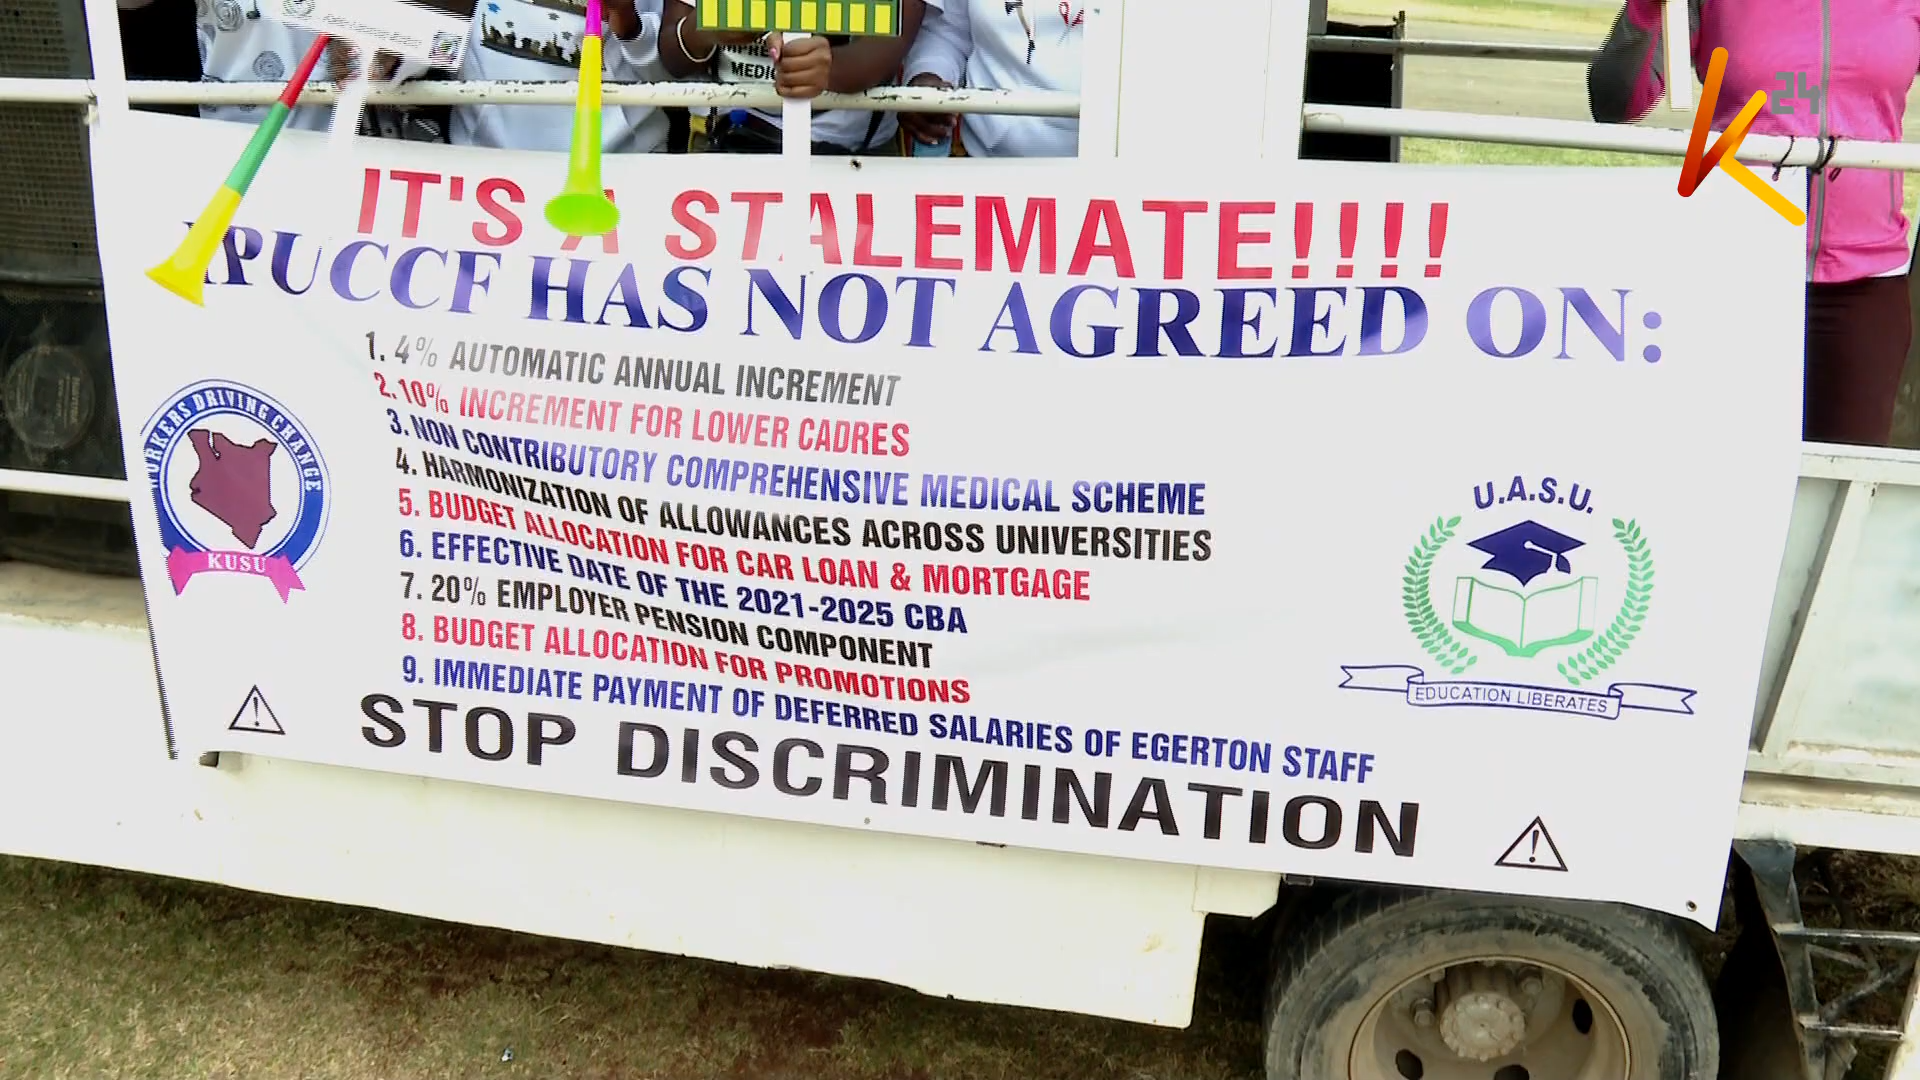 MEDIC
24
IT'S A STALEMATE!!!!
IPUCCF HAS NOT AGREED ON:
1. 4% AUTOMATIC ANNUAL INCREMENT
2. 10% INCREMENT FOR LOWER CADRES
3. NON CONTRIBUTORY COMPREHENSIVE MEDICAL SCHEME
4. HARMONIZATION OF ALLOWANCES ACROSS UNIVERSITIES
5. BUDGET ALLOCATION FOR CAR LOAN & MORTGAGE
6. EFFECTIVE DATE OF THE 2021-2025 CBA
7. 20% EMPLOYER PENSION COMPONENT
8. BUDGET ALLOCATION FOR PROMOTIONS
9. IMMEDIATE PAYMENT OF DEFERRED SALARIES OF EGERTON STAFF
STOP DISCRIMINATION
WORKERS DRIVING CHANGE
KUSU
U.A.S.U.
EDUCATION LIBERATES